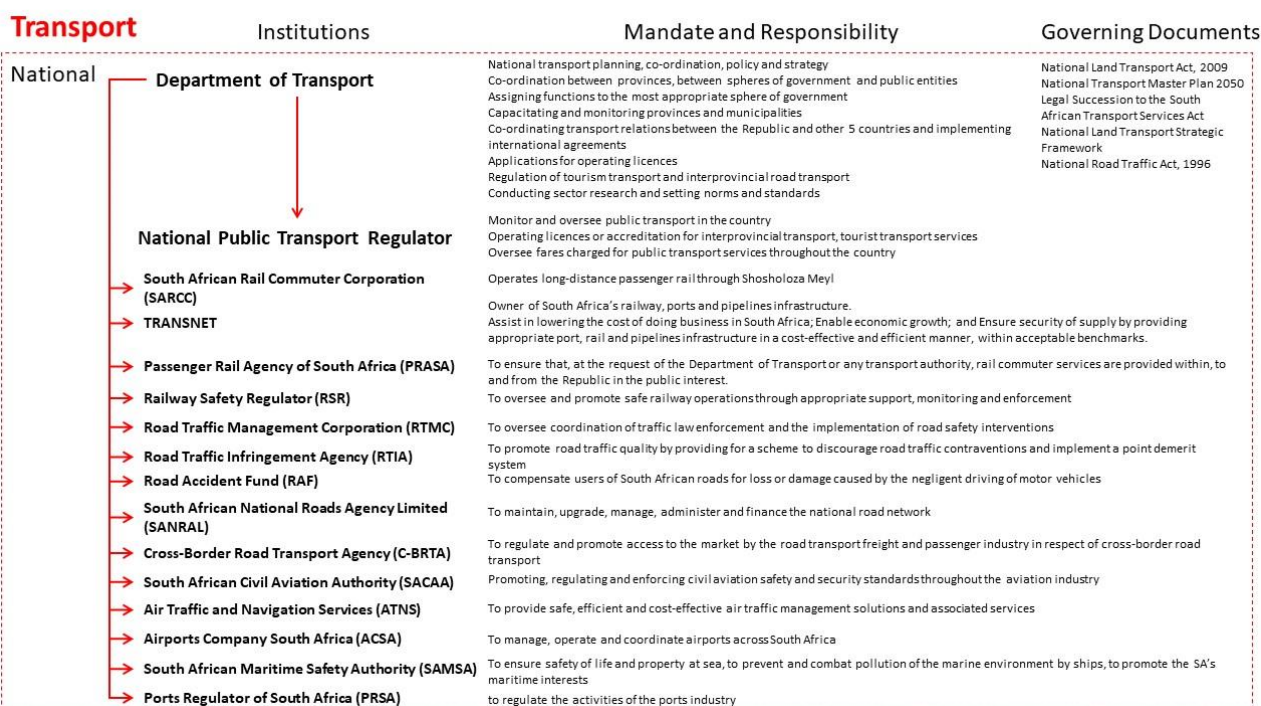 Transport
Institutions
Mandate and Responsibility
Governing Documents
National
Department of Transport
National transport planning, co-ordination, policy and strategy
Co-ordination between provinces, between spheres of government and public entities
Assigning functions to the most appropriate sphere of government
Capacitating and monitoring provinces and municipalities
Co-ordinating transport relations between the Republic and other 5 countries and implementing
international agreements
Applications for operating licences
Regulation of tourism transport and interprovincial road transport
Conducting sector research and setting norms and standards
National Land Transport Act, 2009
National Transport Master Plan 2050
Legal Succession to the South
African Transport Services Act
National Land Transport Strategic
Framework
National Road Traffic Act, 1996
National Public Transport Regulator
Monitor and oversee public transport in the country
Operating licences or accreditation for interprovincial transport, tourist transport services
Oversee fares charged for public transport services throughout the country
South African Rail Commuter Corporation
(SARCC)
Operates long-distance passenger rail through Shosholoza Meyl
TRANSNET
Owner of South Africa's railway, ports and pipelines infrastructure.
Assist in lowering the cost of doing business in South Africa; Enable economic growth; and Ensure security of supply by providing
appropriate port, rail and pipelines infrastructure in a cost-effective and efficient manner, within acceptable benchmarks.
Passenger Rail Agency of South Africa (PRASA)
To ensure that, at the request of the Department of Transport or any transport authority, rail commuter services are provided within, to
and from the Republic in the public interest.
Railway Safety Regulator (RSR)
To oversee and promote safe railway operations through appropriate support, monitoring and enforcement
Road Traffic Management Corporation (RTMC)
To oversee coordination of traffic law enforcement and the implementation of road safety interventions
Road Traffic Infringement Agency (RTIA)
To promote road traffic quality by providing for a scheme to discourage road traffic contraventions and implement a point demerit
system
Road Accident Fund (RAF)
To compensate users of South African roads for loss or damage caused by the negligent driving of motor vehicles
South African National Roads Agency Limited
(SANRAL)
To maintain, upgrade, manage, administer and finance the national road network
Cross-Border Road Transport Agency (C-BRTA)
To regulate and promote access to the market by the road transport freight and passenger industry in respect of cross-border road
transport
South African Civil Aviation Authority (SACAA)
Promoting, regulating and enforcing civil aviation safety and security standards throughout the aviation industry
Air Traffic and Navigation Services (ATNS)
To provide safe, efficient and cost-effective air traffic management solutions and associated services
Airports Company South Africa (ACSA)
To manage, operate and coordinate airports across South Africa
South African Maritime Safety Authority (SAMSA)
To ensure safety of life and property at sea, to prevent and combat pollution of the marine environment by ships, to promote the SA's
maritime interests
Ports Regulator of South Africa (PRSA)
to regulate the activities of the ports industry